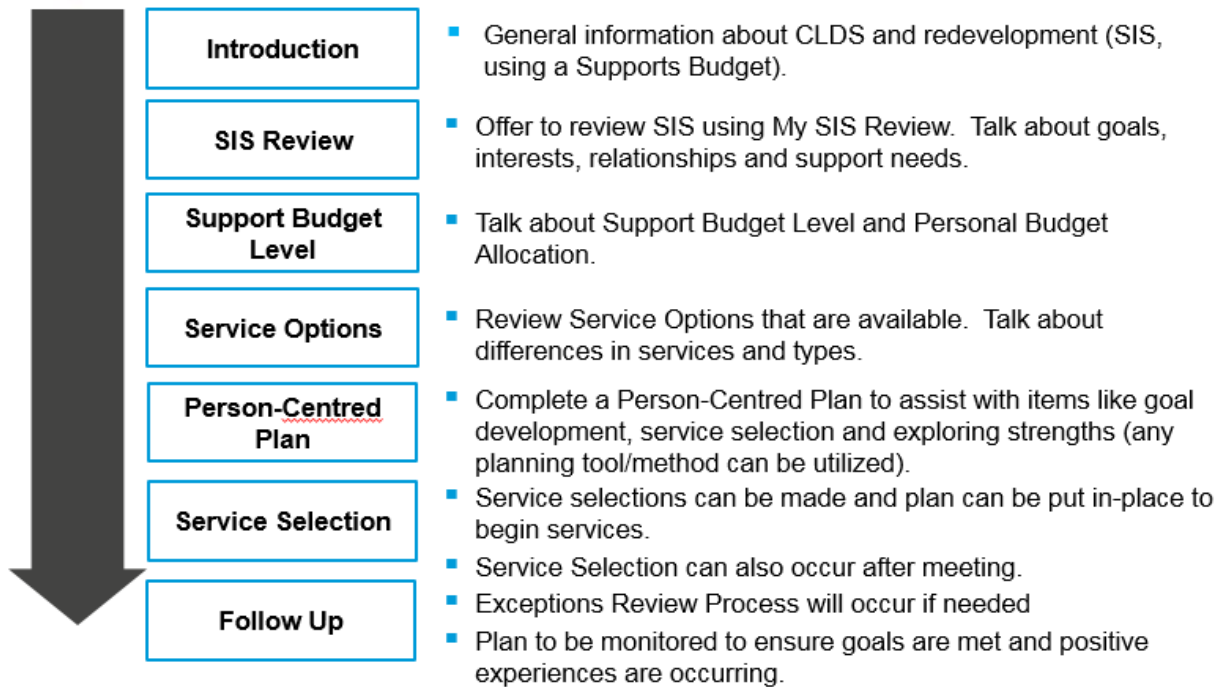 Introduction
General information about CLDS and redevelopment (SIS,
using a Supports Budget).
SIS Review
Offer to review SIS using My SIS Review.  Talk about goals,
interests, relationships and support needs.
Support Budget
Level
Talk about Support Budget Level and Personal Budget
Allocation.
Service Options
Review Service Options that are available.  Talk about
differences in services and types.
Person-Centred
Plan
Complete a Person-Centred Plan to assist with items like goal
development, service selection and exploring strengths (any
planning tool/method can be utilized).
Service Selection
Service selections can be made and plan can be put in-place to
begin services.
Service Selection can also occur after meeting.
Follow Up
Exceptions Review Process will occur if needed
Plan to be monitored to ensure goals are met and positive
experiences are occurring.